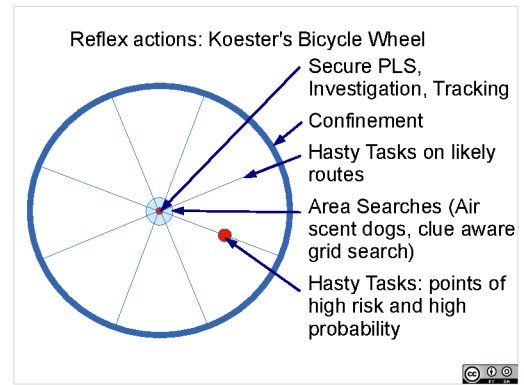 Reflex actions: Koester's Bicycle Wheel
Secure PLS,
Investigation, Tracking
Confinement
Hasty Tasks on likely
routes
Area Searches (Air
scent dogs, clue aware
grid search)
Hasty Tasks: points of
high risk and high
probability
cc